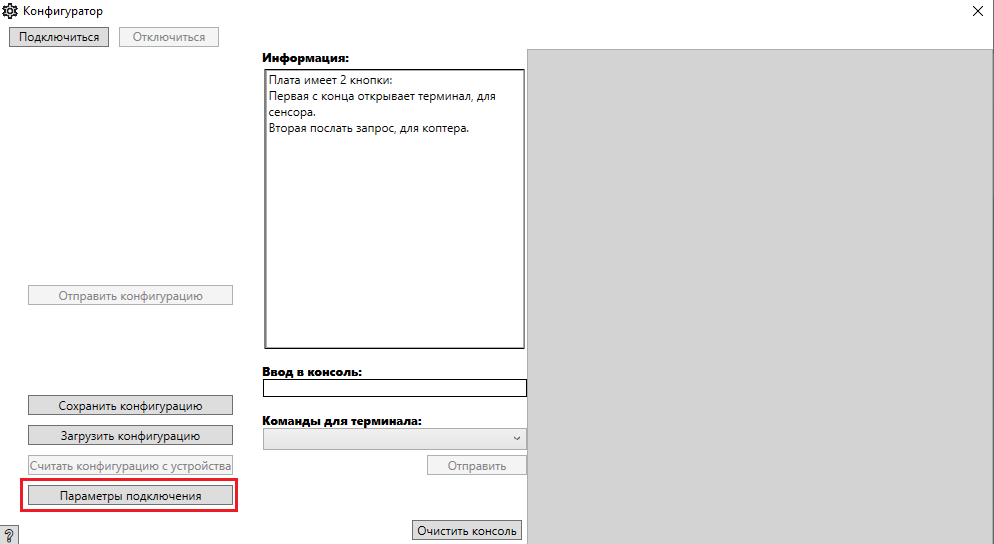 Конфигуратор
Подключиться
Отключиться
Информация:
Плата имеет 2 кнопки:
Первая с конца открывает терминал, для
сенсора.
Вторая послать запрос, для коптера.
Отправить конфигурацию
Ввод в консоль:
Сохранить конфигурацию
Команды для терминала:
Загрузить конфигурацию
Считать конфигурацию с устройства
Отправить
Параметры подключения
Очистить консоль
?